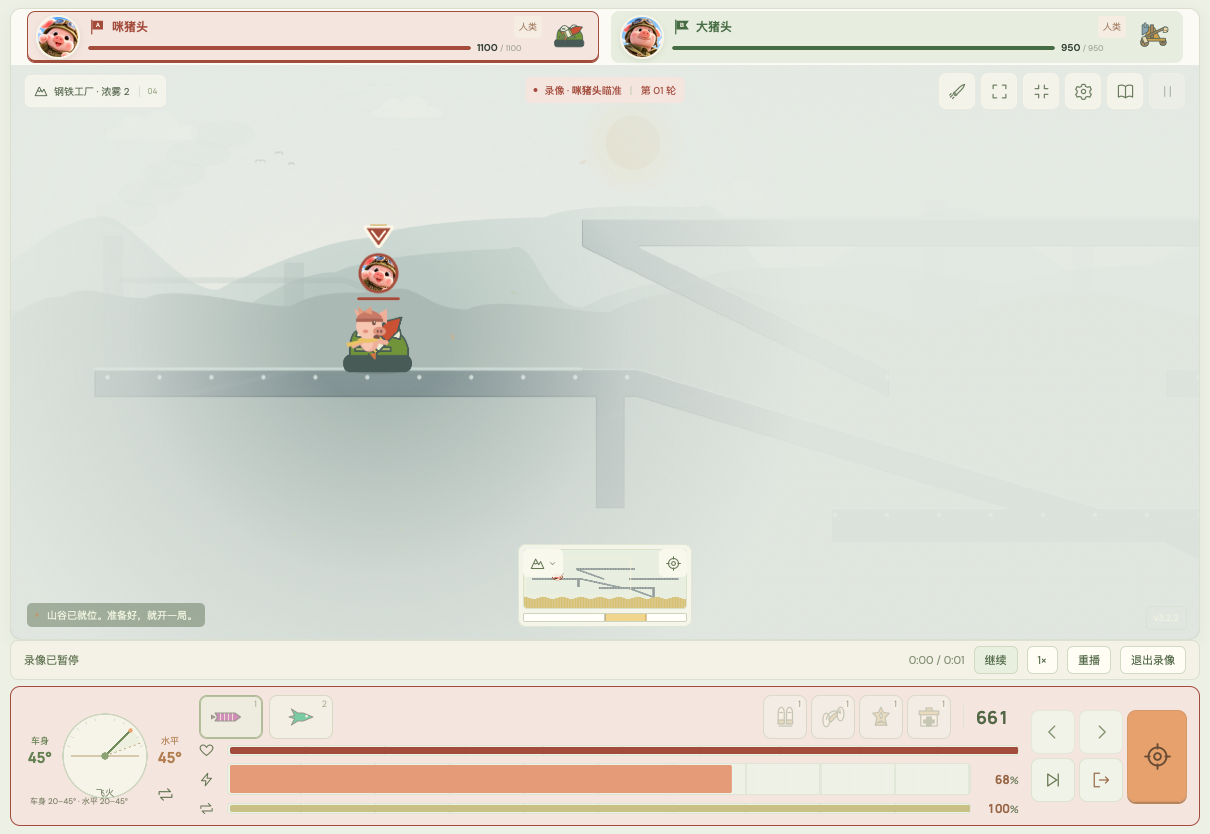 咪猪头
人类
1100 / 1100
大猪头
人类
950 / 950
钢铁工厂 · 浓雾 2 04
录像 · 咪猪头瞄准 第 01 轮
山谷已就位。准备好，就开一局。
v3.2.2
录像已暂停
0:00 / 0:01
继续
1×
重播
退出录像
车身
45°
水平
45°
飞火
车身 20–45° · 水平 20–45°
1
2
1
1
1
1
661
68%
100%